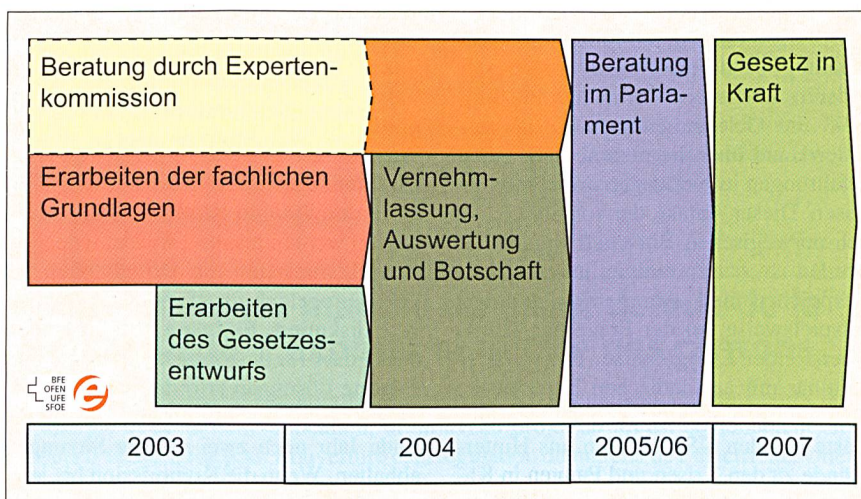 Beratung durch Experten-
kommission
Beratung
im Parla-
ment
Gesetz in
Kraft
Erarbeiten der fachlichen
Grundlagen
Vernehm-
lassung,
Auswertung
und Botschaft
Erarbeiten
des Gesetzes-
entwurfs
BFE
OFEN
UFE
SFOE
e
2003
2004
2005/06
2007